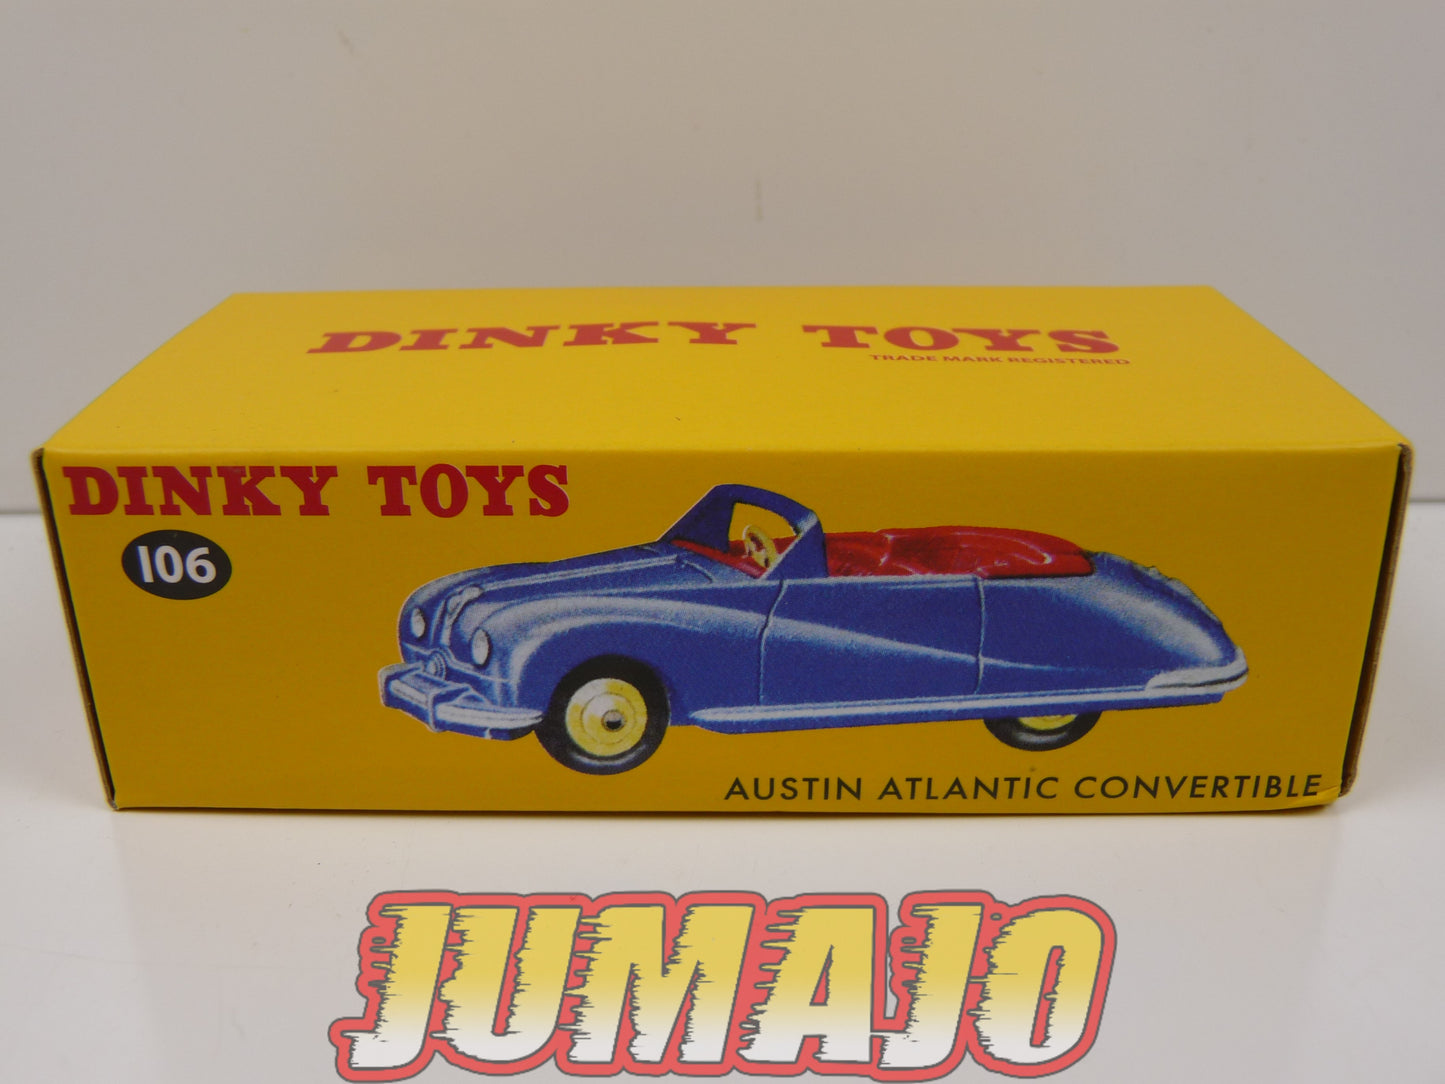 DINKY TOYS
TRADE MARK REGISTERED
DINKY TOYS
106
AUSTIN ATLANTIC CONVERTIBLE
JUMAJO